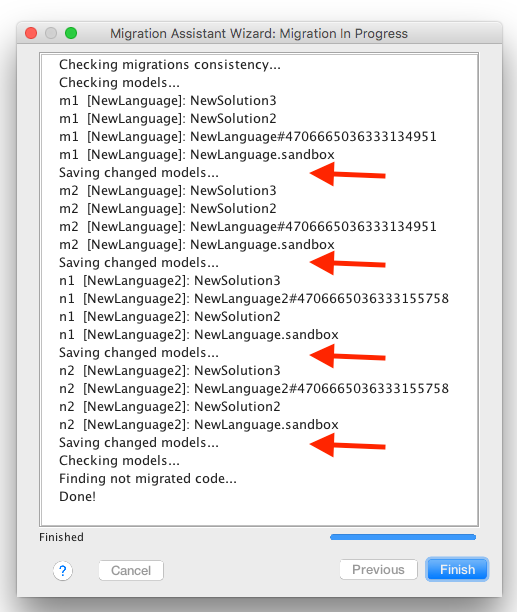 Migration Assistant Wizard: Migration In Progress
Checking migrations consistency...
Checking models...
m1 [NewLanguage]: NewSolution3
m1 [NewLanguage]: NewSolution2
m1 [NewLanguage]: NewLanguage#4706665036333134951
m1 [NewLanguage]: NewLanguage.sandbox
Saving changed models...
m2 [NewLanguage]: NewSolution3
m2 [NewLanguage]: NewSolution2
m2 [NewLanguage]: NewLanguage#4706665036333134951
m2 [NewLanguage]: NewLanguage.sandbox
Saving changed models...
n1 [NewLanguage2]: NewSolution3
n1 [NewLanguage2]: NewLanguage2#4706665036333155758
n1 [NewLanguage2]: NewSolution2
n1 [NewLanguage2]: NewLanguage.sandbox
Saving changed models...
n2 [NewLanguage2]: NewSolution3
n2 [NewLanguage2]: NewLanguage2#4706665036333155758
n2 [NewLanguage2]: NewSolution2
n2 [NewLanguage2]: NewLanguage.sandbox
Saving changed models...
Checking models...
Finding not migrated code...
Done!
Finished
? Cancel Previous Finish